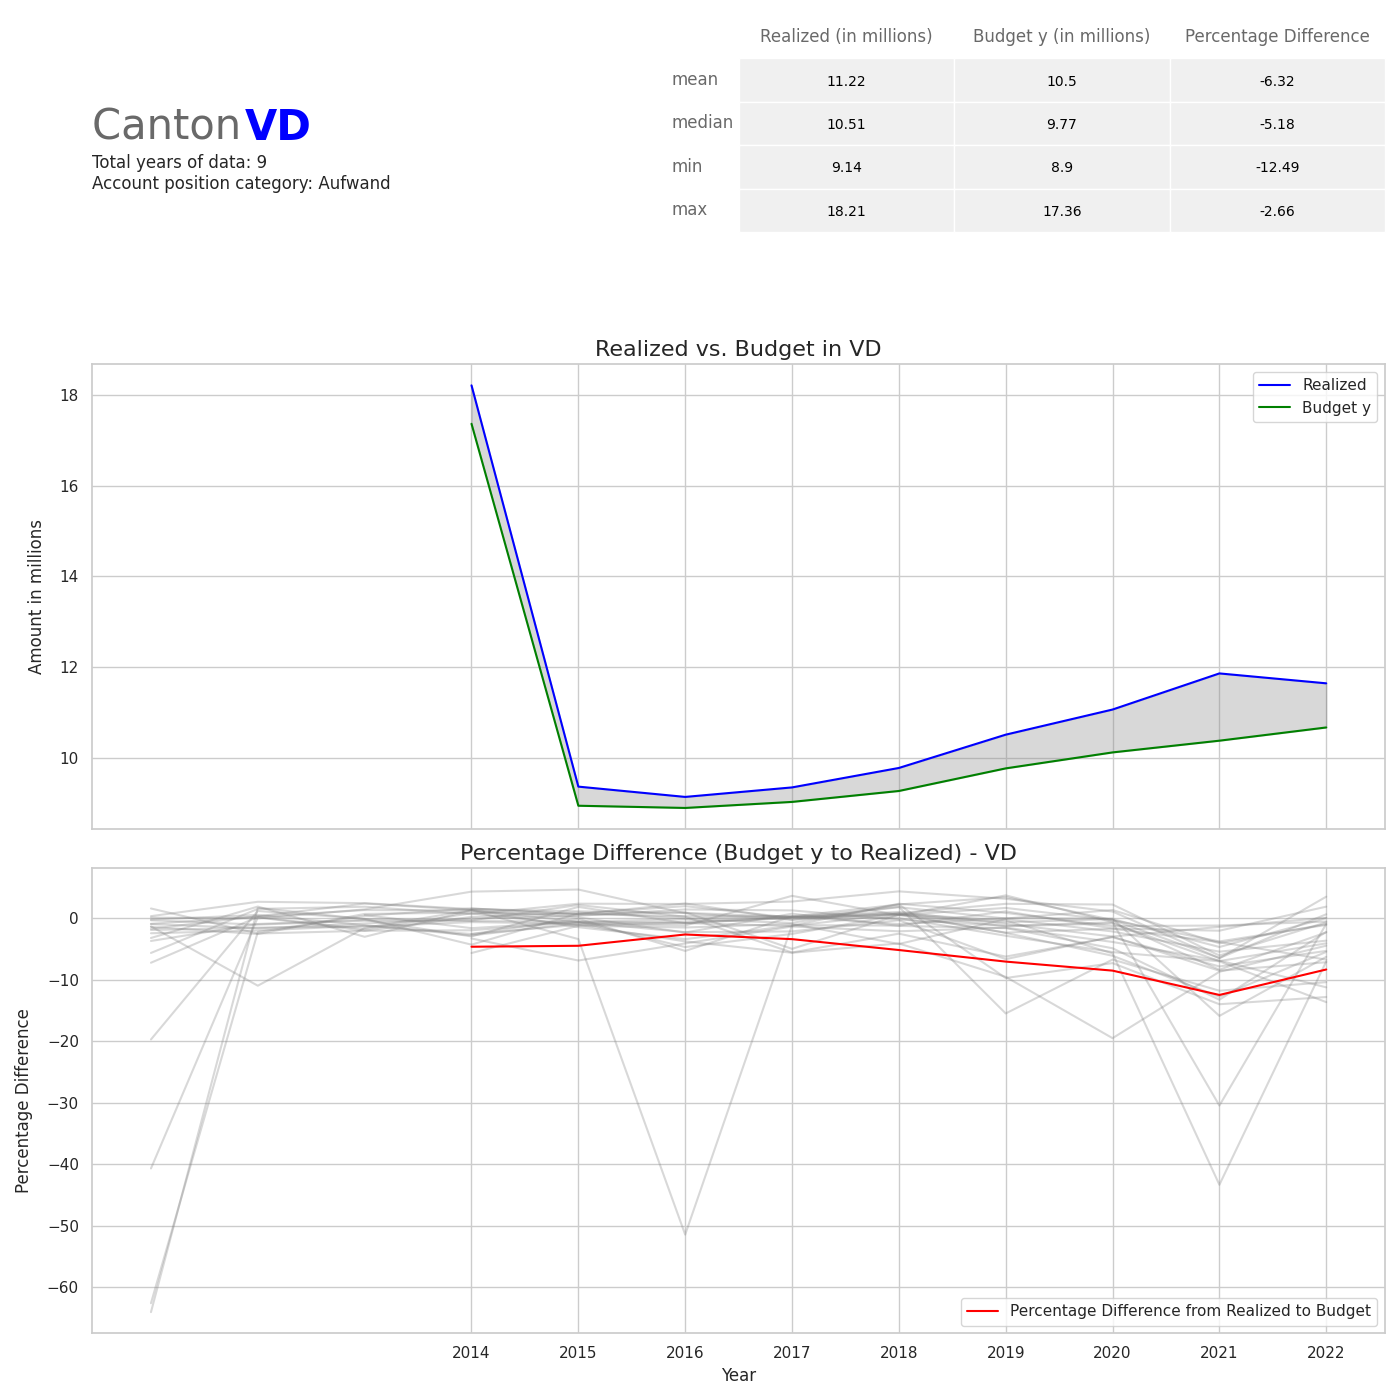 Canton VD
Total years of data: 9
Account position category: Aufwand
Realized (in millions) Budget y (in millions) Percentage Difference
mean 11.22 10.5 -6.32
median 10.51 9.77 -5.18
min 9.14 8.9 -12.49
max 18.21 17.36 -2.66
Realized vs. Budget in VD
Realized
Budget y
18
16
14
12
10
Amount in millions
Percentage Difference (Budget y to Realized) - VD
0
−10
−20
−30
−40
−50
−60
Percentage Difference
Percentage Difference from Realized to Budget
2014 2015 2016 2017 2018 2019 2020 2021 2022
Year